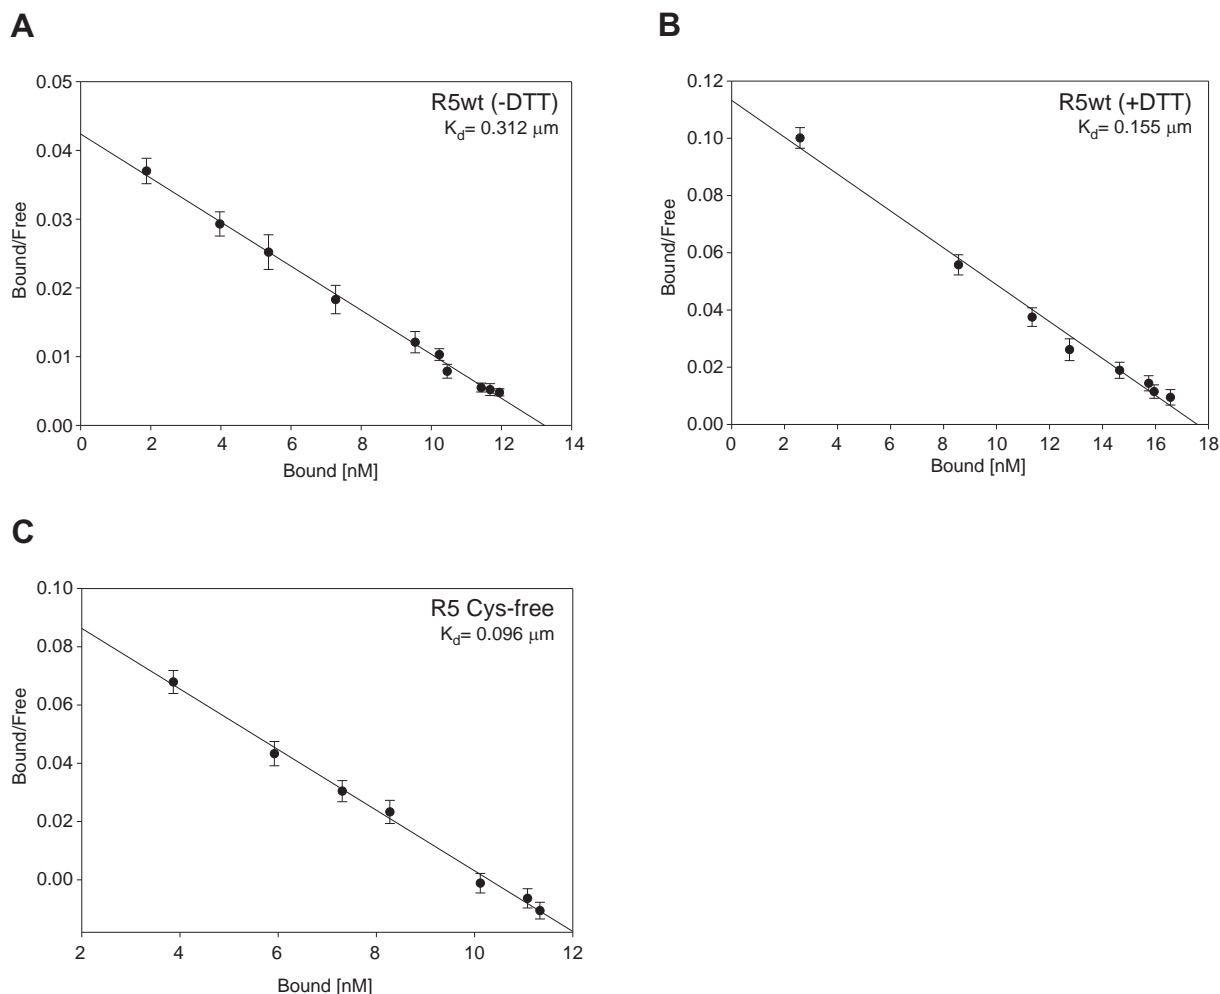 A
0.05
0.04
0.03
0.02
0.01
0.00
Bound/Free
R5wt (-DTT)
Kd= 0.312 μm
0 2 4 6 8 10 12 14
Bound [nM]
B
0.12
0.10
0.08
0.06
0.04
0.02
0.00
Bound/Free
R5wt (+DTT)
Kd= 0.155 μm
0 2 4 6 8 10 12 14 16 18
Bound [nM]
C
0.10
0.08
0.06
0.04
0.02
0.00
Bound/Free
R5 Cys-free
Kd= 0.096 μm
2 4 6 8 10 12
Bound [nM]